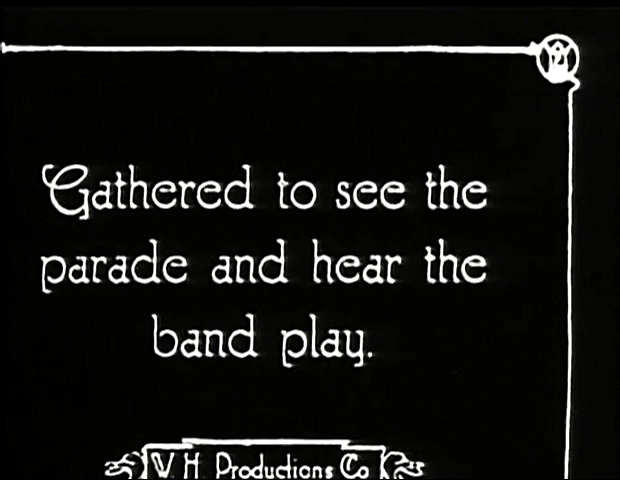 Gathered to see the
parade and hear the
band play.
W. H. Productions Co